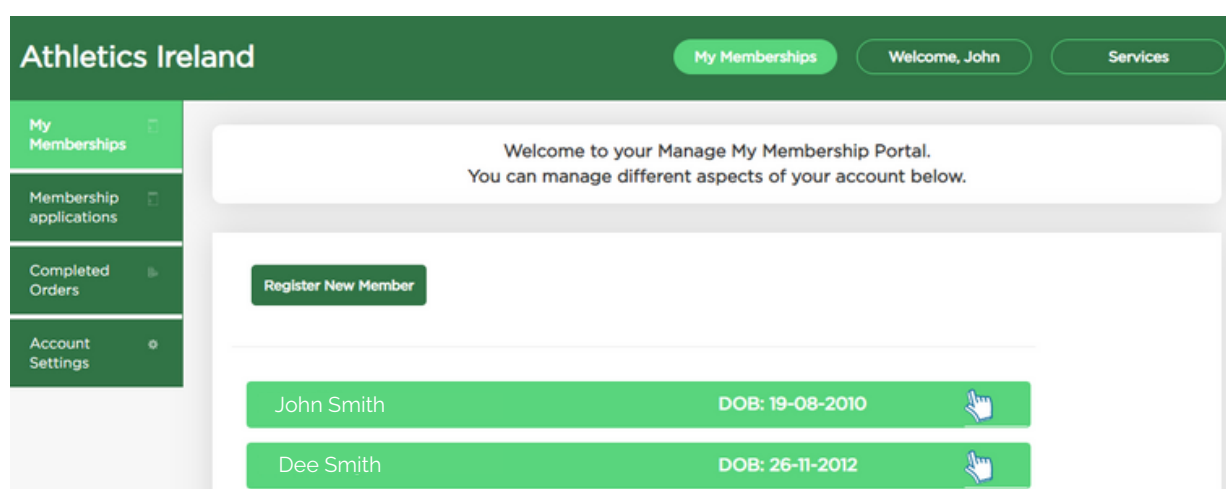 Athletics Ireland
My Memberships
Welcome, John
Services
My
Memberships
Membership
applications
Completed
Orders
Account
Settings
Welcome to your Manage My Membership Portal.
You can manage different aspects of your account below.
Register New Member
John Smith DOB: 19-08-2010
Dee Smith DOB: 26-11-2012